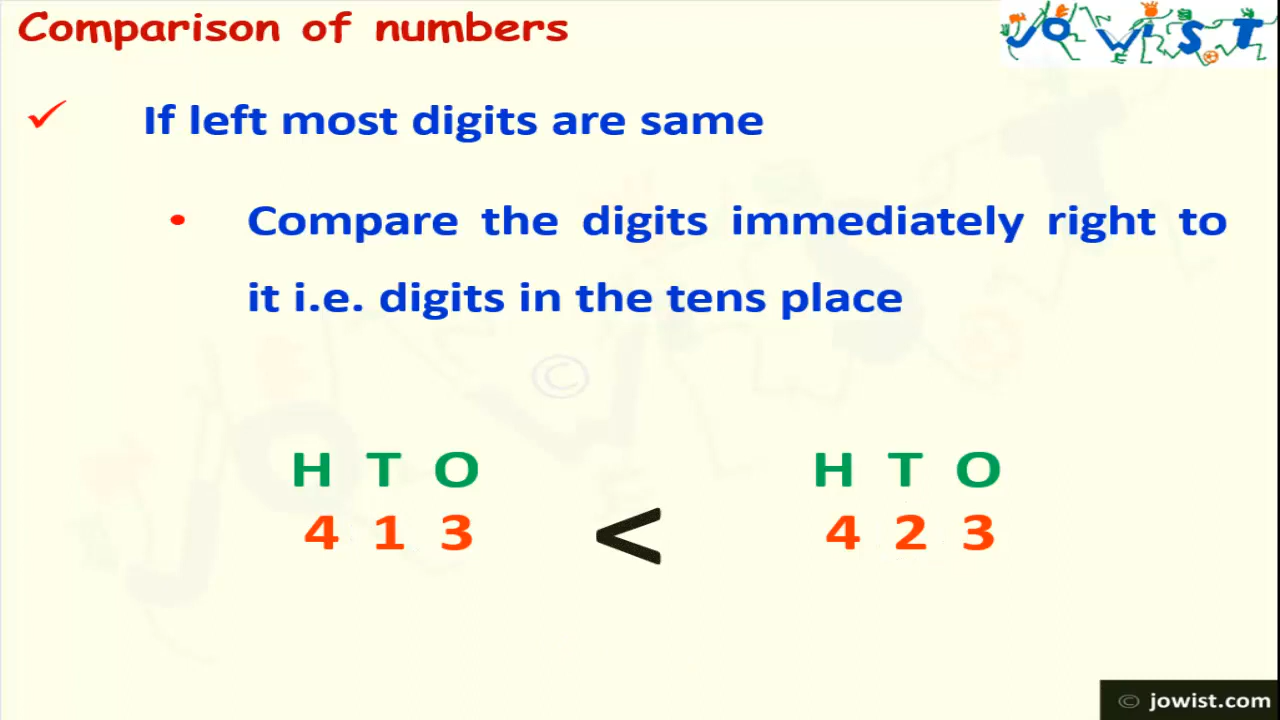 Comparison of numbers
JOWIST
✓ If left most digits are same
• Compare the digits immediately right to
it i.e. digits in the tens place
©
H T O H T O
4 1 3 < 4 2 3
© jowist.com